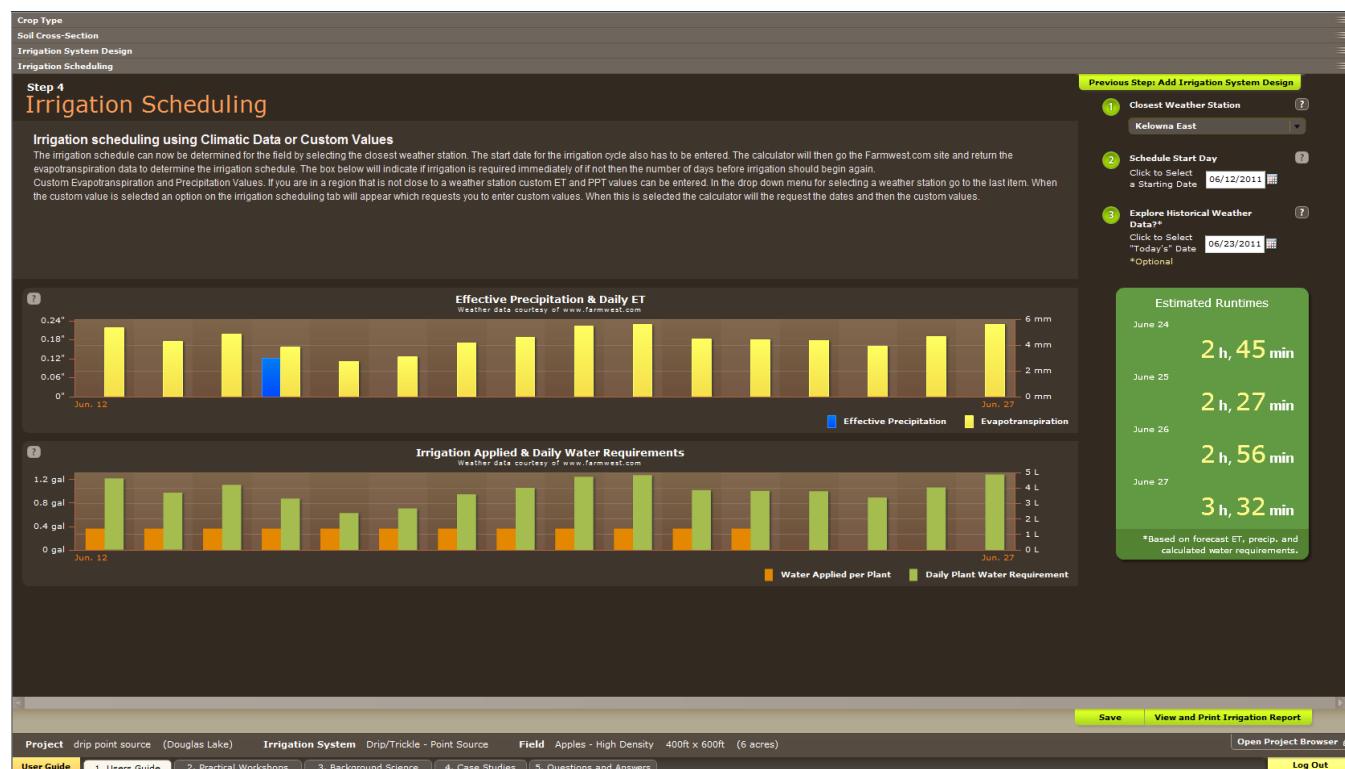 Crop Type
Soil Cross-Section
Irrigation System Design
Irrigation Scheduling
Step 4
Irrigation Scheduling
Irrigation scheduling using Climatic Data or Custom Values
The irrigation schedule can now be determined for the field by selecting the closest weather station. The start date for the irrigation cycle also has to be entered. The calculator will then go the Farmwest.com site and return the
evapotranspiration data to determine the irrigation schedule. The box below will indicate if irrigation is required immediately of if not then the number of days before irrigation should begin again.
Custom Evapotranspiration and Precipitation Values. If you are in a region that is not close to a weather station custom ET and PPT values can be entered. In the drop down menu for selecting a weather station go to the last item. When
the custom value is selected an option on the irrigation scheduling tab will appear which requests you to enter custom values. When this is selected the calculator will the request the dates and then the custom values.
Previous Step: Add Irrigation System Design
1 Closest Weather Station ?
Kelowna East
2 Schedule Start Day ?
Click to Select
a Starting Date 06/12/2011
3 Explore Historical Weather ?
Data?*
Click to Select
"Today's" Date 06/23/2011
*Optional
?
Effective Precipitation & Daily ET
Weather data courtesy of www.farmwest.com
0.24"
0.18"
0.12"
0.06"
0"
6 mm
4 mm
2 mm
0 mm
Jun. 12
Jun. 27
Effective Precipitation Evapotranspiration
?
Irrigation Applied & Daily Water Requirements
Weather data courtesy of www.farmwest.com
1.2 gal
0.8 gal
0.4 gal
0 gal
5 L
4 L
3 L
2 L
1 L
0 L
Jun. 12
Jun. 27
Water Applied per Plant Daily Plant Water Requirement
Estimated Runtimes
June 24
2 h, 45 min
June 25
2 h, 27 min
June 26
2 h, 56 min
June 27
3 h, 32 min
*Based on forecast ET, precip. and
calculated water requirements.
Save View and Print Irrigation Report
Project drip point source (Douglas Lake) Irrigation System Drip/Trickle - Point Source Field Apples - High Density 400ft x 600ft (6 acres)
Open Project Browser
User Guide 1. Users Guide 2. Practical Workshops 3. Background Science 4. Case Studies 5. Questions and Answers
Log Out